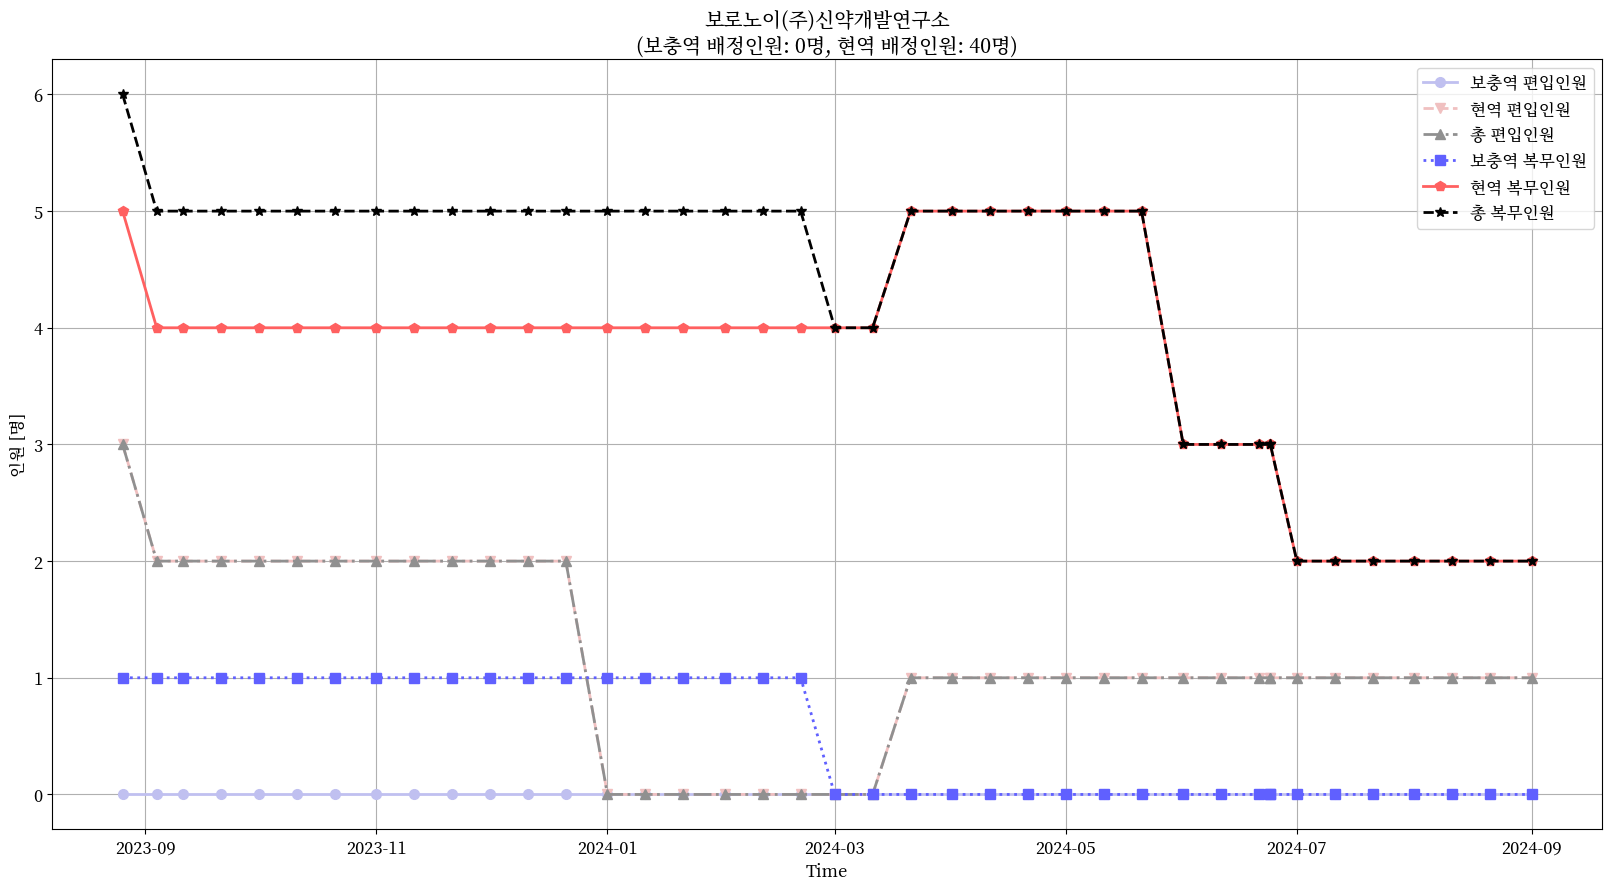 보로노이(주)신약개발연구소
(보충역 배정인원: 0명, 현역 배정인원: 40명)
보충역 편입인원
현역 편입인원
총 편입인원
보충역 복무인원
현역 복무인원
총 복무인원
6
5
4
3
2
1
0
인원 [명]
2023-09
2023-11
2024-01
2024-03
2024-05
2024-07
2024-09
Time